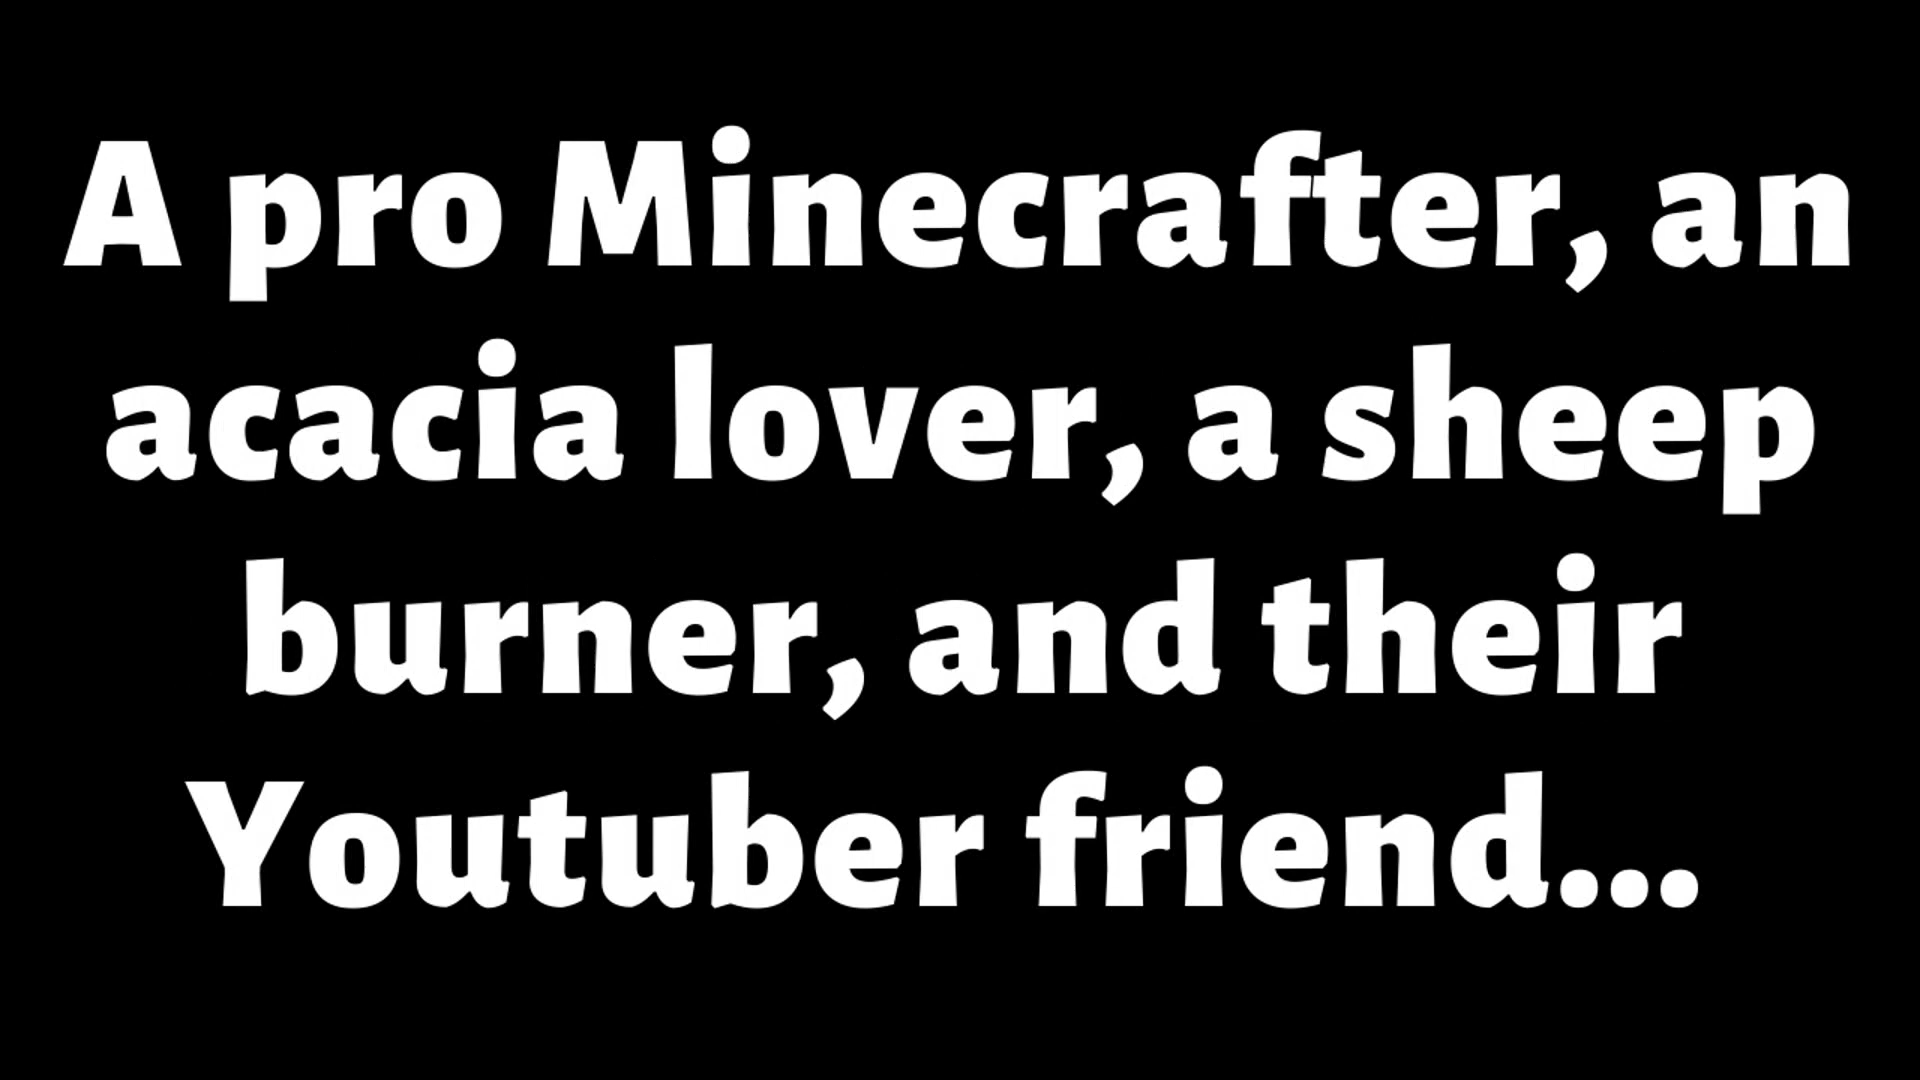 A pro Minecrafter, an
acacia lover, a sheep
burner, and their
Youtuber friend...